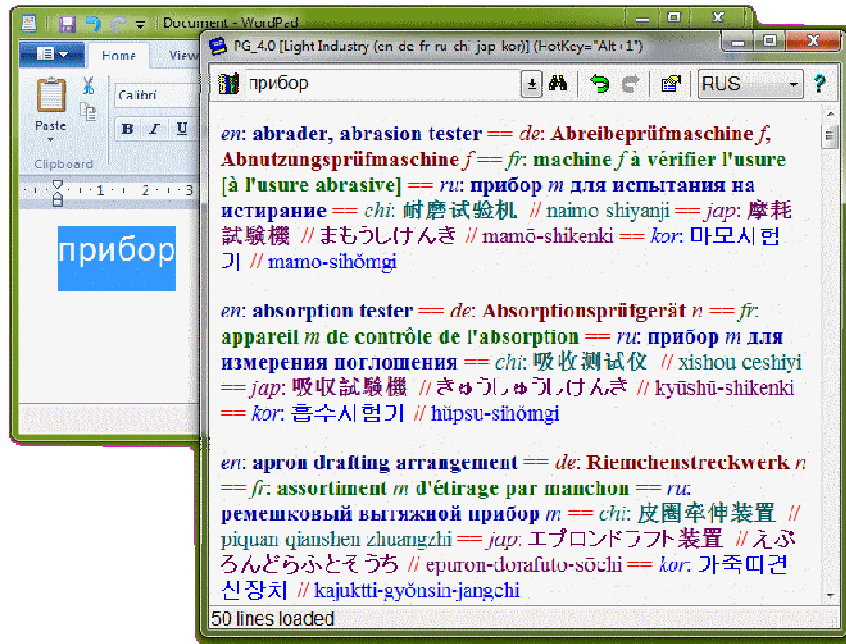 Document - WordPad
Home View
Paste
Calibri
B I U
Clipboard
1 2 3
прибор
PG_4.0 [Light Industry (en-de-fr-ru-chi-jap-kor)] (HotKey="Alt+1")
прибор RUS ?
en: abrader, abrasion tester == de: Abreibeprüfmaschine f,
Abnutzungsprüfmaschine f == fr: machine f à vérifier l'usure
[à l'usure abrasive] == ru: прибор m для испытания на
истирание == chi: 耐磨试验机 // naimo shiyanji == jap: 摩耗
試験機 // まもうしけんき // mamō-shikenki == kor: 마모시험
기 // mamo-sihŏmgi
en: absorption tester == de: Absorptionsprüfgerät n == fr:
appareil m de contrôle de l'absorption == ru: прибор m для
измерения поглошения == chi: 吸收测试仪 // xishou ceshiyi
== jap: 吸収試験機 // きゅうしゅうしけんき // kyūshū-shikenki
== kor: 흡수시험기 // hŭpsu-sihŏmgi
en: apron drafting arrangement == de: Riemchenstreckwerk n
== fr: assortiment m d'étirage par manchon == ru:
ремешковый вытяжной прибор m == chi: 皮圈牵伸装置 //
piquan qianshen zhuangzhi == jap: エプロンドラフト装置 // えぷ
ろんどらふとそうち // epuron-dorafuto-sōchi == kor: 가죽띠견
신장치 // kajuktti-gyŏnsin-jangchi
50 lines loaded